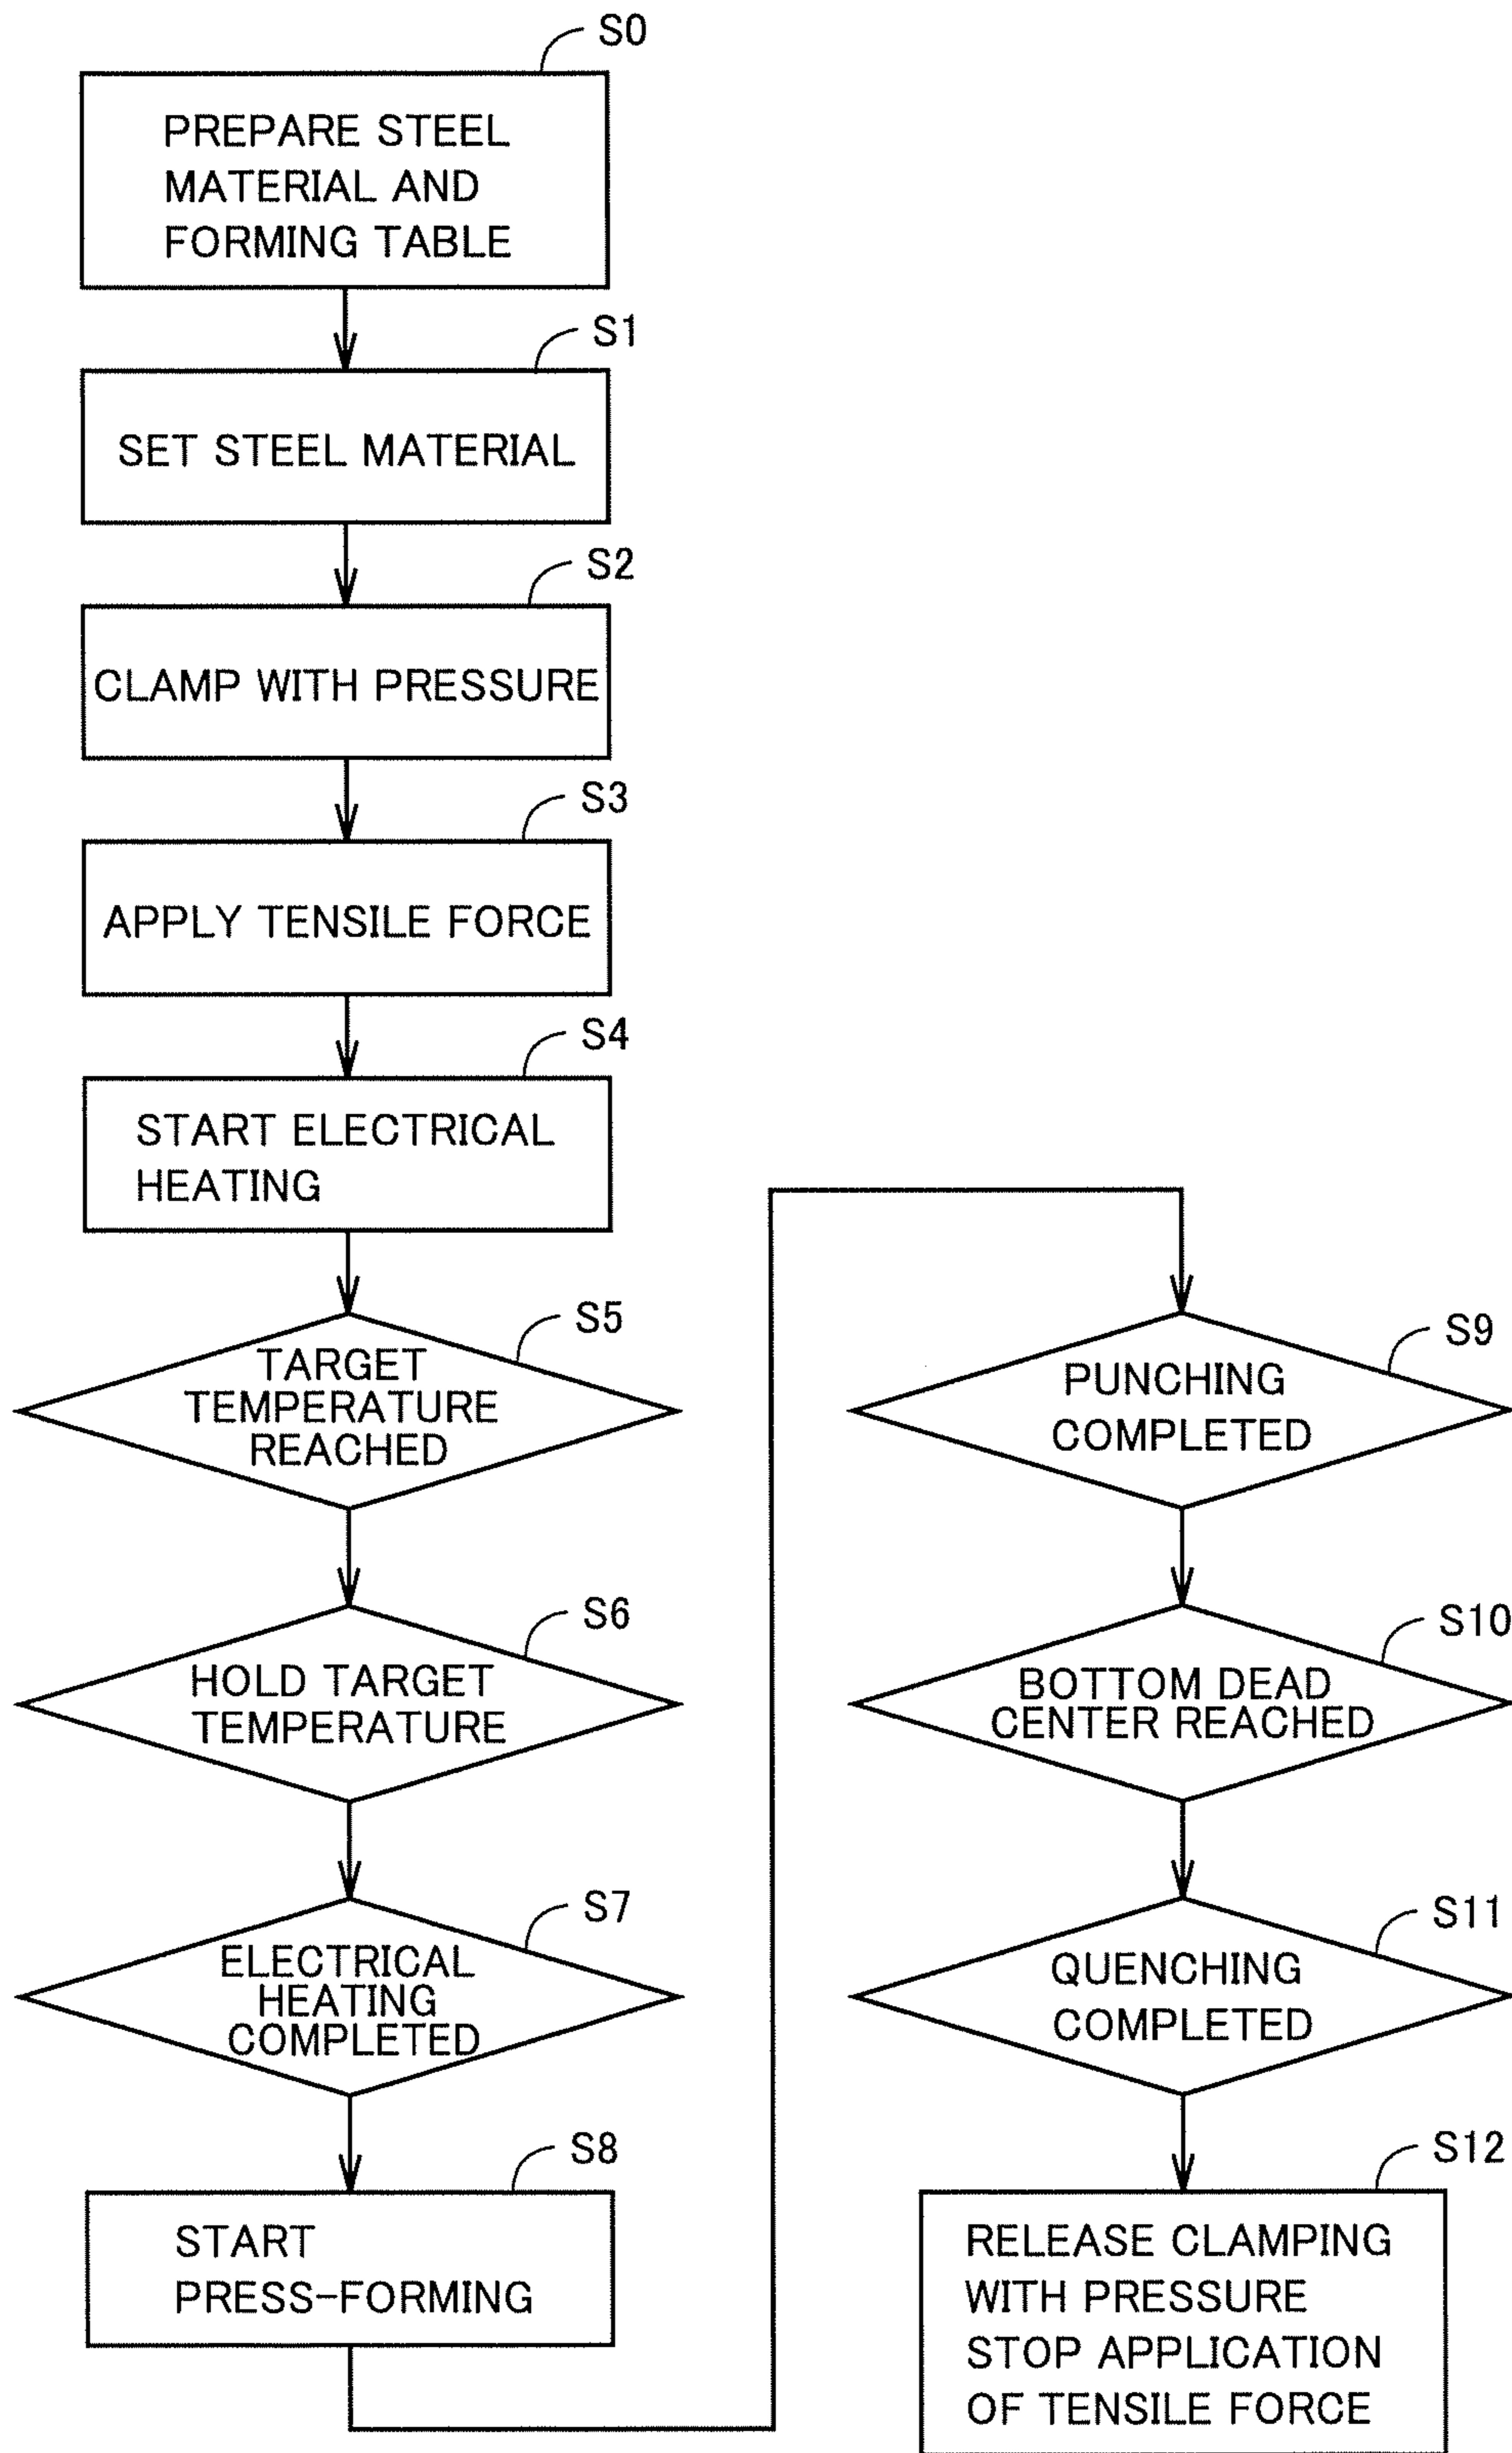 S0
PREPARE STEEL
MATERIAL AND
FORMING TABLE
S1
SET STEEL MATERIAL
S2
CLAMP WITH PRESSURE
S3
APPLY TENSILE FORCE
S4
START ELECTRICAL
HEATING
S5
TARGET
TEMPERATURE
REACHED
S6
HOLD TARGET
TEMPERATURE
S7
ELECTRICAL
HEATING
COMPLETED
S8
START
PRESS-FORMING
S9
PUNCHING
COMPLETED
S10
BOTTOM DEAD
CENTER REACHED
S11
QUENCHING
COMPLETED
S12
RELEASE CLAMPING
WITH PRESSURE
STOP APPLICATION
OF TENSILE FORCE